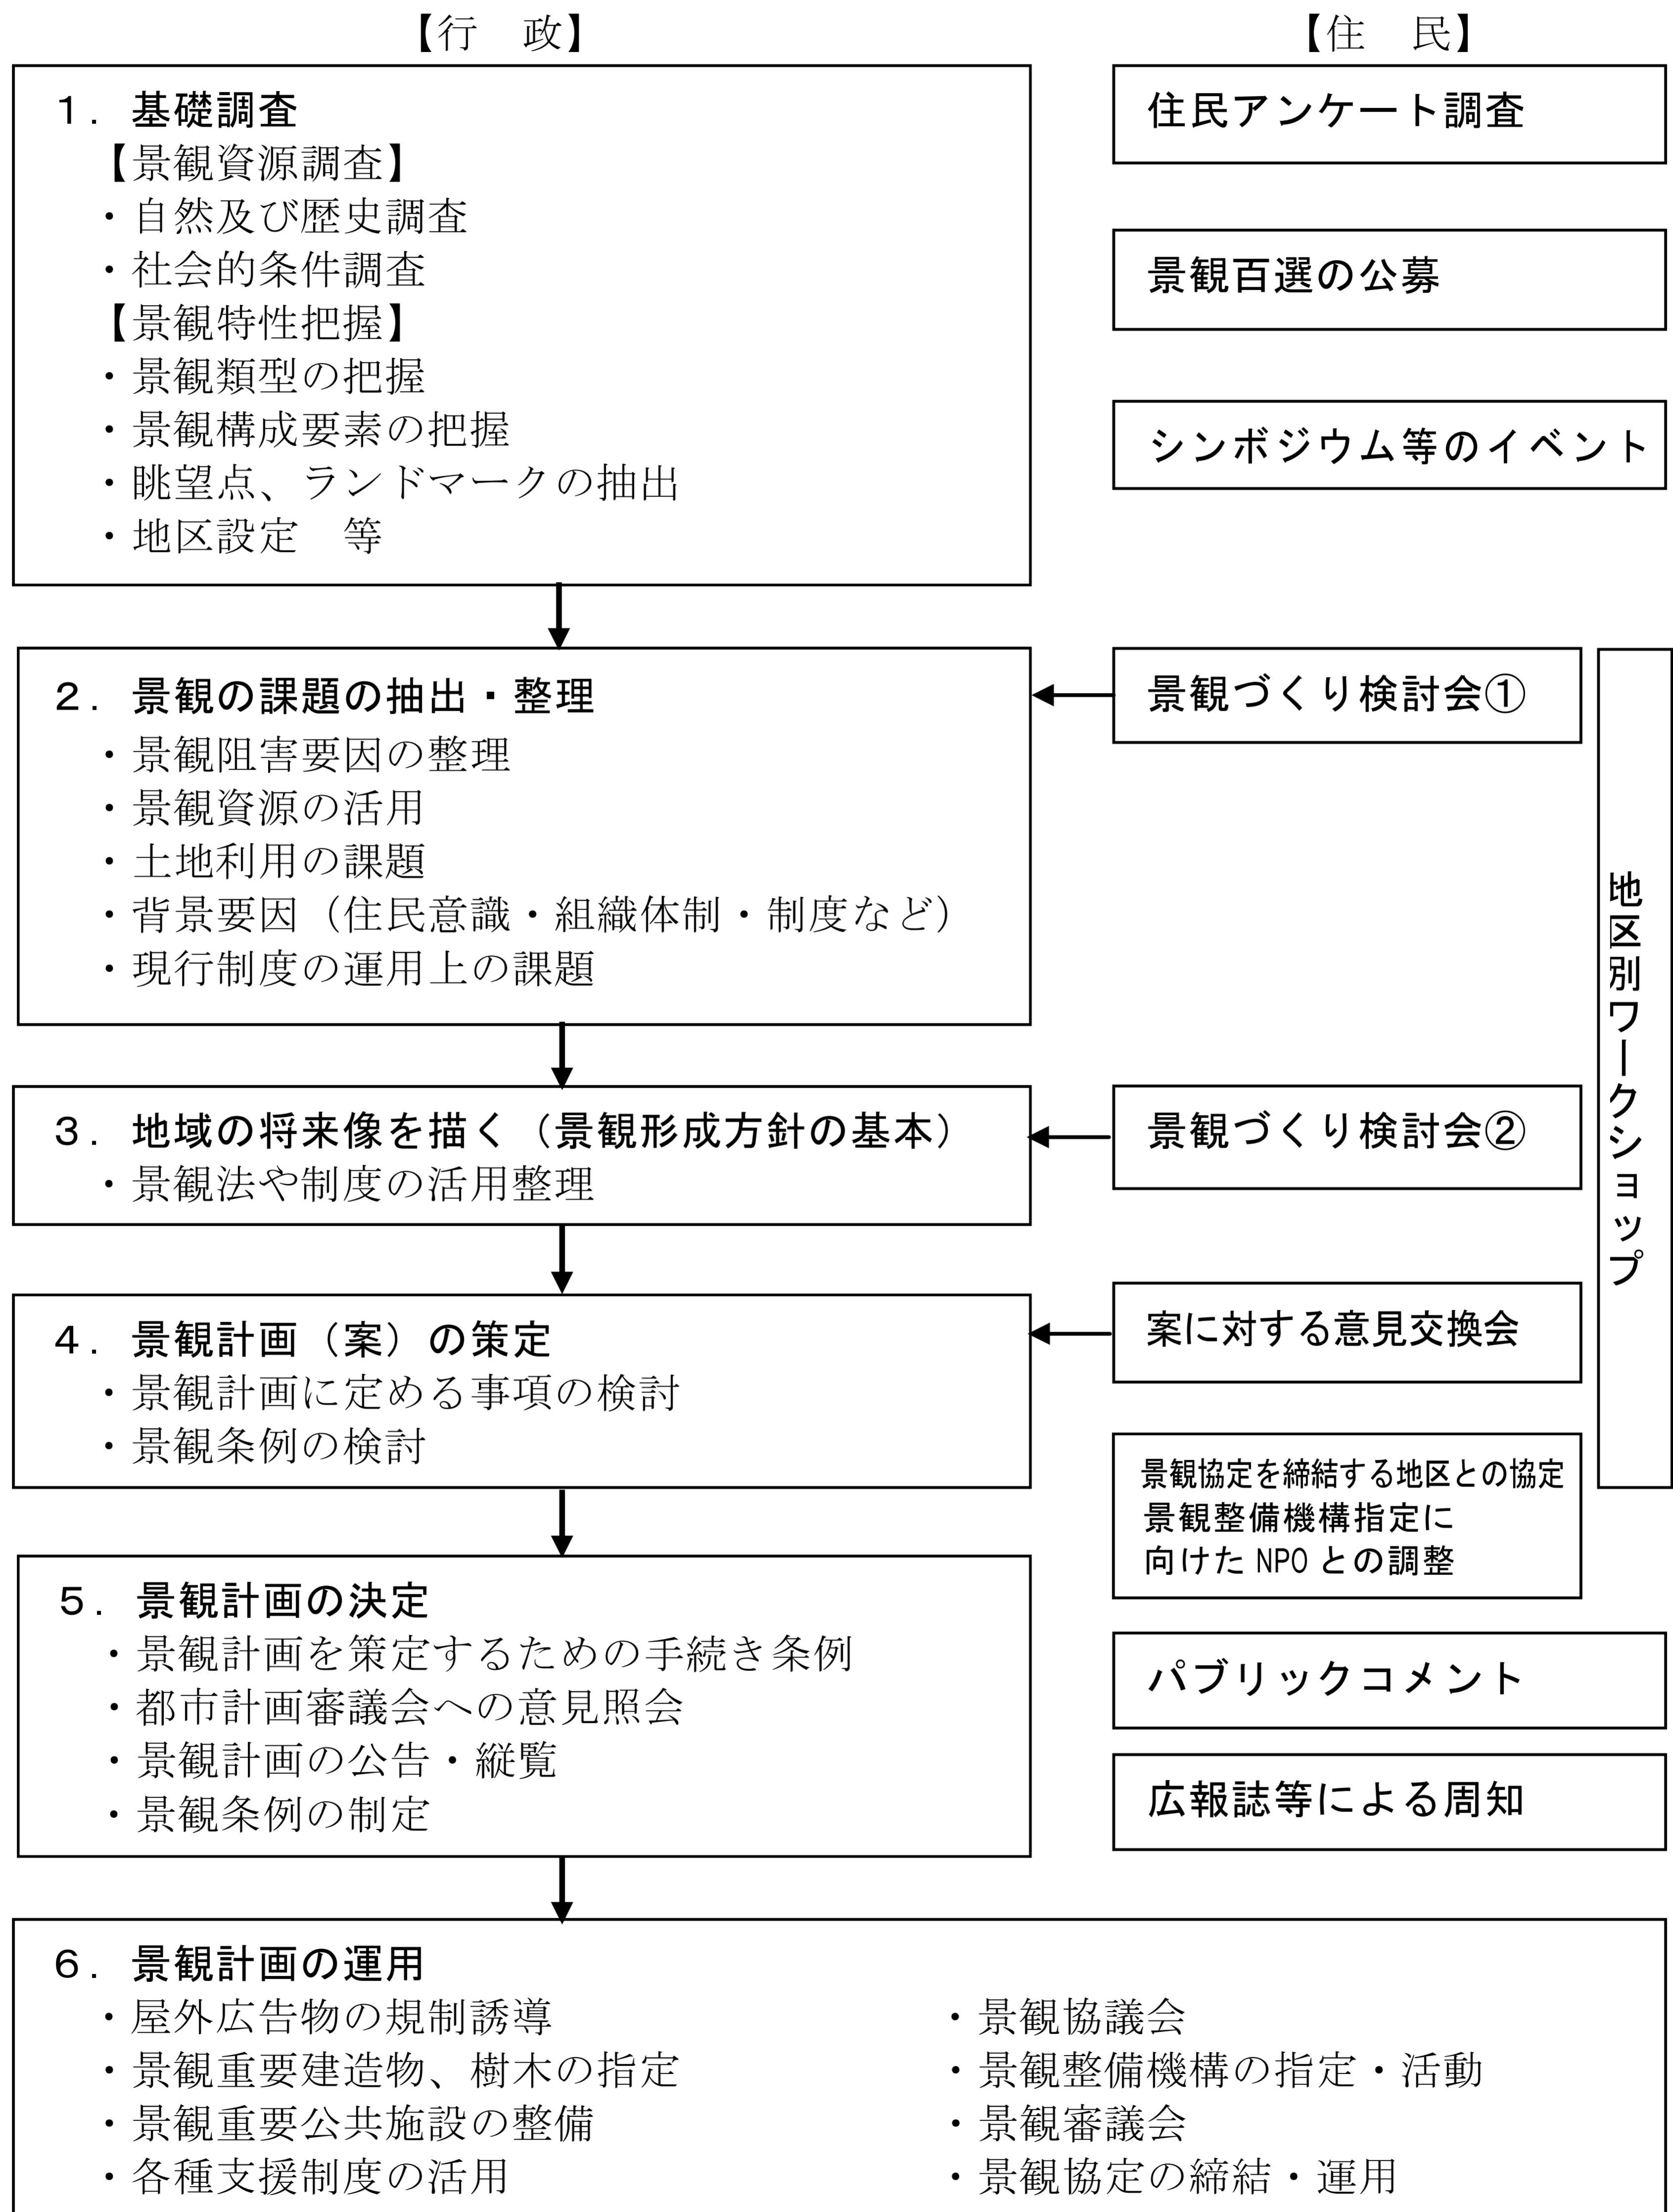 【行　政】
【住　民】
１．基礎調査
【景観資源調査】
・自然及び歴史調査
・社会的条件調査
【景観特性把握】
・景観類型の把握
・景観構成要素の把握
・眺望点、ランドマークの抽出
・地区設定　等
住民アンケート調査
景観百選の公募
シンポジウム等のイベント
２．景観の課題の抽出・整理
・景観阻害要因の整理
・景観資源の活用
・土地利用の課題
・背景要因（住民意識・組織体制・制度など）
・現行制度の運用上の課題
景観づくり検討会①
地区別ワークショップ
３．地域の将来像を描く（景観形成方針の基本）
・景観法や制度の活用整理
景観づくり検討会②
４．景観計画（案）の策定
・景観計画に定める事項の検討
・景観条例の検討
案に対する意見交換会
景観協定を締結する地区との協定
景観整備機構指定に
向けた NPO との調整
５．景観計画の決定
・景観計画を策定するための手続き条例
・都市計画審議会への意見照会
・景観計画の公告・縦覧
・景観条例の制定
パブリックコメント
広報誌等による周知
６．景観計画の運用
・屋外広告物の規制誘導
・景観重要建造物、樹木の指定
・景観重要公共施設の整備
・各種支援制度の活用
・景観協議会
・景観整備機構の指定・活動
・景観審議会
・景観協定の締結・運用